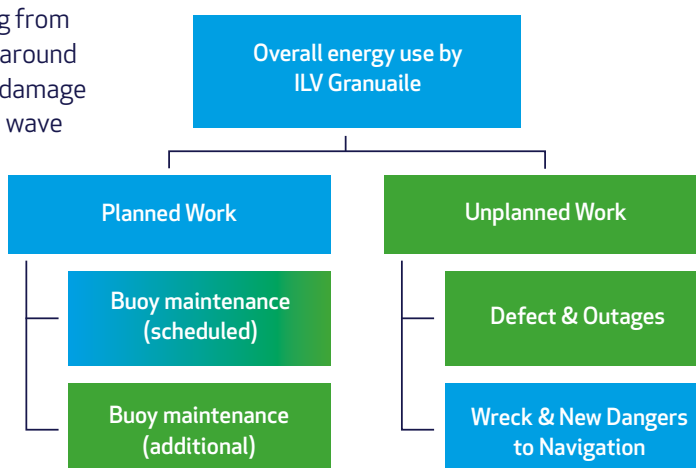 g from
around
damage
wave
Overall energy use by
ILV Granuaile
Planned Work
Unplanned Work
Buoy maintenance
(scheduled)
Defect & Outages
Buoy maintenance
(additional)
Wreck & New Dangers
to Navigation